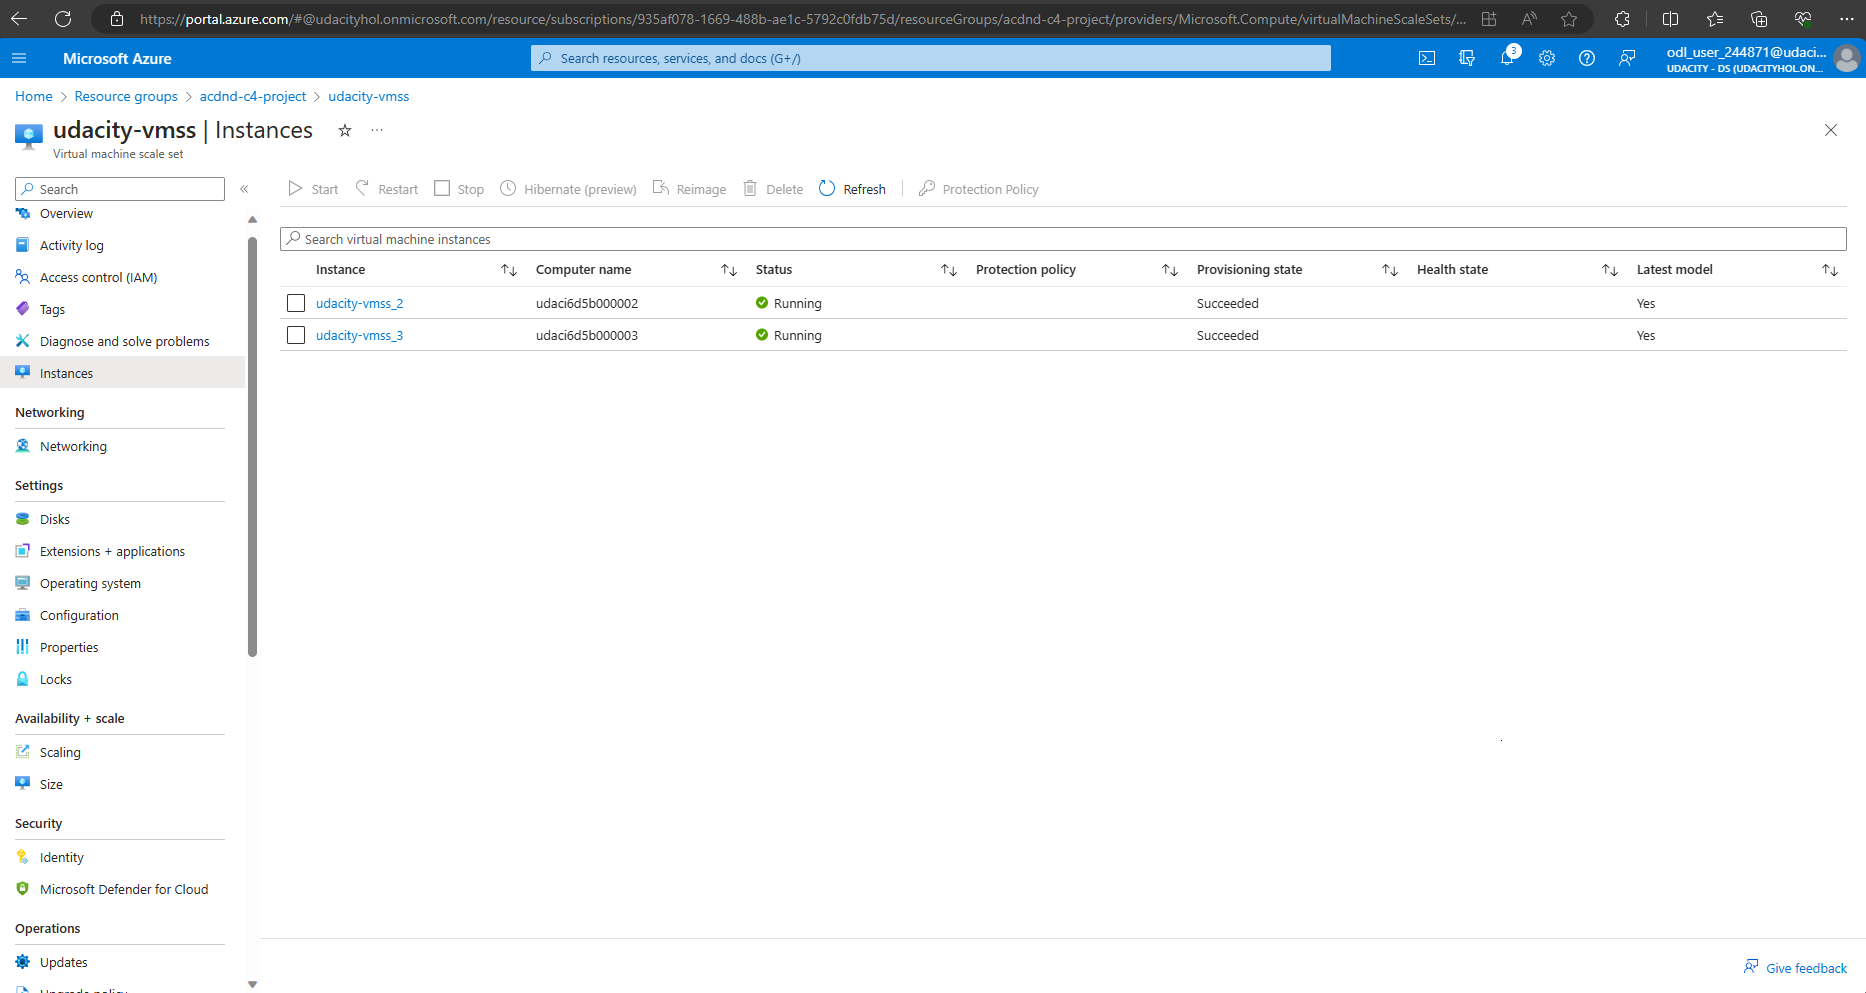 https://portal.azure.com/#@udacityhol.onmicrosoft.com/resource/subscriptions/935af078-1669-488b-ae1c-5792c0fdb75d/resourceGroups/acdnd-c4-project/providers/Microsoft.Compute/virtualMachineScaleSets/...
Microsoft Azure
Search resources, services, and docs (G+/)
3
odl_user_244871@udaci...
UDACITY - DS (UDACITYHOL.ON...
Home > Resource groups > acdnd-c4-project > udacity-vmss
udacity-vmss | Instances
Virtual machine scale set
Search
Start Restart Stop Hibernate (preview) Reimage Delete Refresh Protection Policy
Overview
Activity log
Access control (IAM)
Tags
Diagnose and solve problems
Instances
Networking
Networking
Settings
Disks
Extensions + applications
Operating system
Configuration
Properties
Locks
Availability + scale
Scaling
Size
Security
Identity
Microsoft Defender for Cloud
Operations
Updates
Upgrade policy
Search virtual machine instances
Instance Computer name Status Protection policy Provisioning state Health state Latest model
udacity-vmss_2 udaci6d5b000002 Running Succeeded Yes
udacity-vmss_3 udaci6d5b000003 Running Succeeded Yes
Give feedback